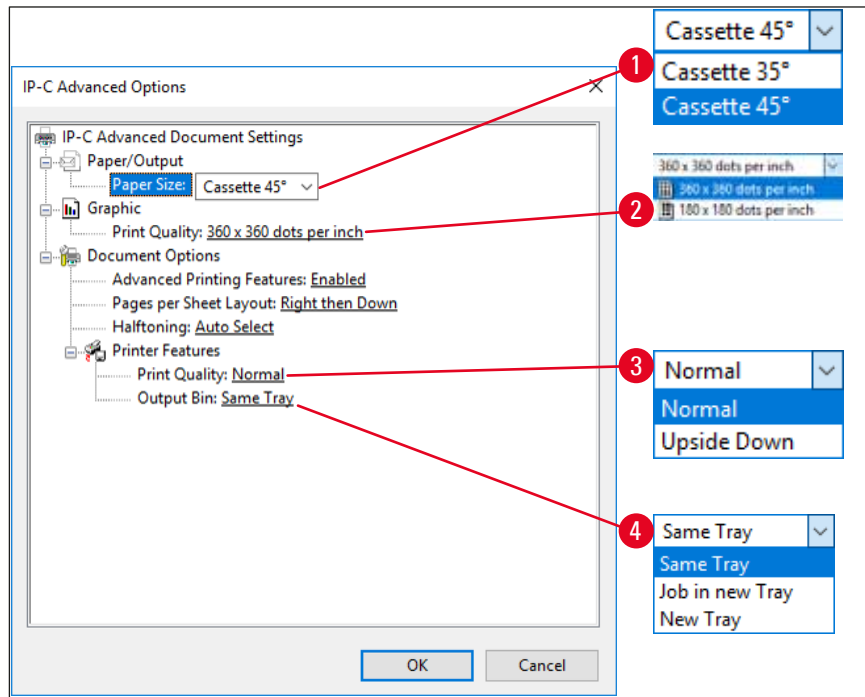 IP-C Advanced Options
IP-C Advanced Document Settings
Paper/Output
Paper Size: Cassette 45°
Graphic
Print Quality: 360 x 360 dots per inch
Document Options
Advanced Printing Features: Enabled
Pages per Sheet Layout: Right then Down
Halftoning: Auto Select
Printer Features
Print Quality: Normal
Output Bin: Same Tray
OK
Cancel
1
Cassette 45°
Cassette 35°
Cassette 45°
2
360 x 360 dots per inch
360 x 360 dots per inch
180 x 180 dots per inch
3
Normal
Normal
Upside Down
4
Same Tray
Same Tray
Job in new Tray
New Tray